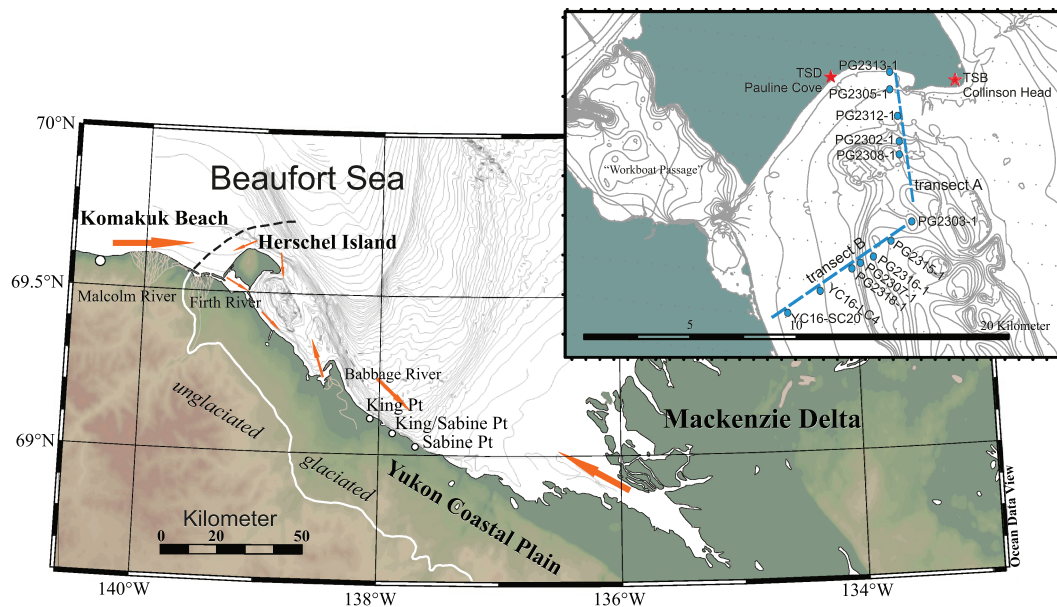 70°N
69.5°N
69°N
140°W
138°W
136°W
134°W
Beaufort Sea
Komakuk Beach
Herschel Island
Malcolm River
Firth River
Babbage River
King Pt
King/Sabine Pt
Sabine Pt
unglaciated
glaciated
Yukon Coastal Plain
Mackenzie Delta
Kilometer
0 10 20 30 50
Ocean Data View
PG2313-1
TSD
Pauline Cove
TSB
Collinson Head
PG2305-1
PG2312-1
PG2302-1
PG2308-1
"Workboat Passage"
transect A
PG2303-1
transect B
PG2315-1
PG2316-1
PG2307-1
PG2318-1
YC16-LC4
YC16-SC20
5 10 20 Kilometer